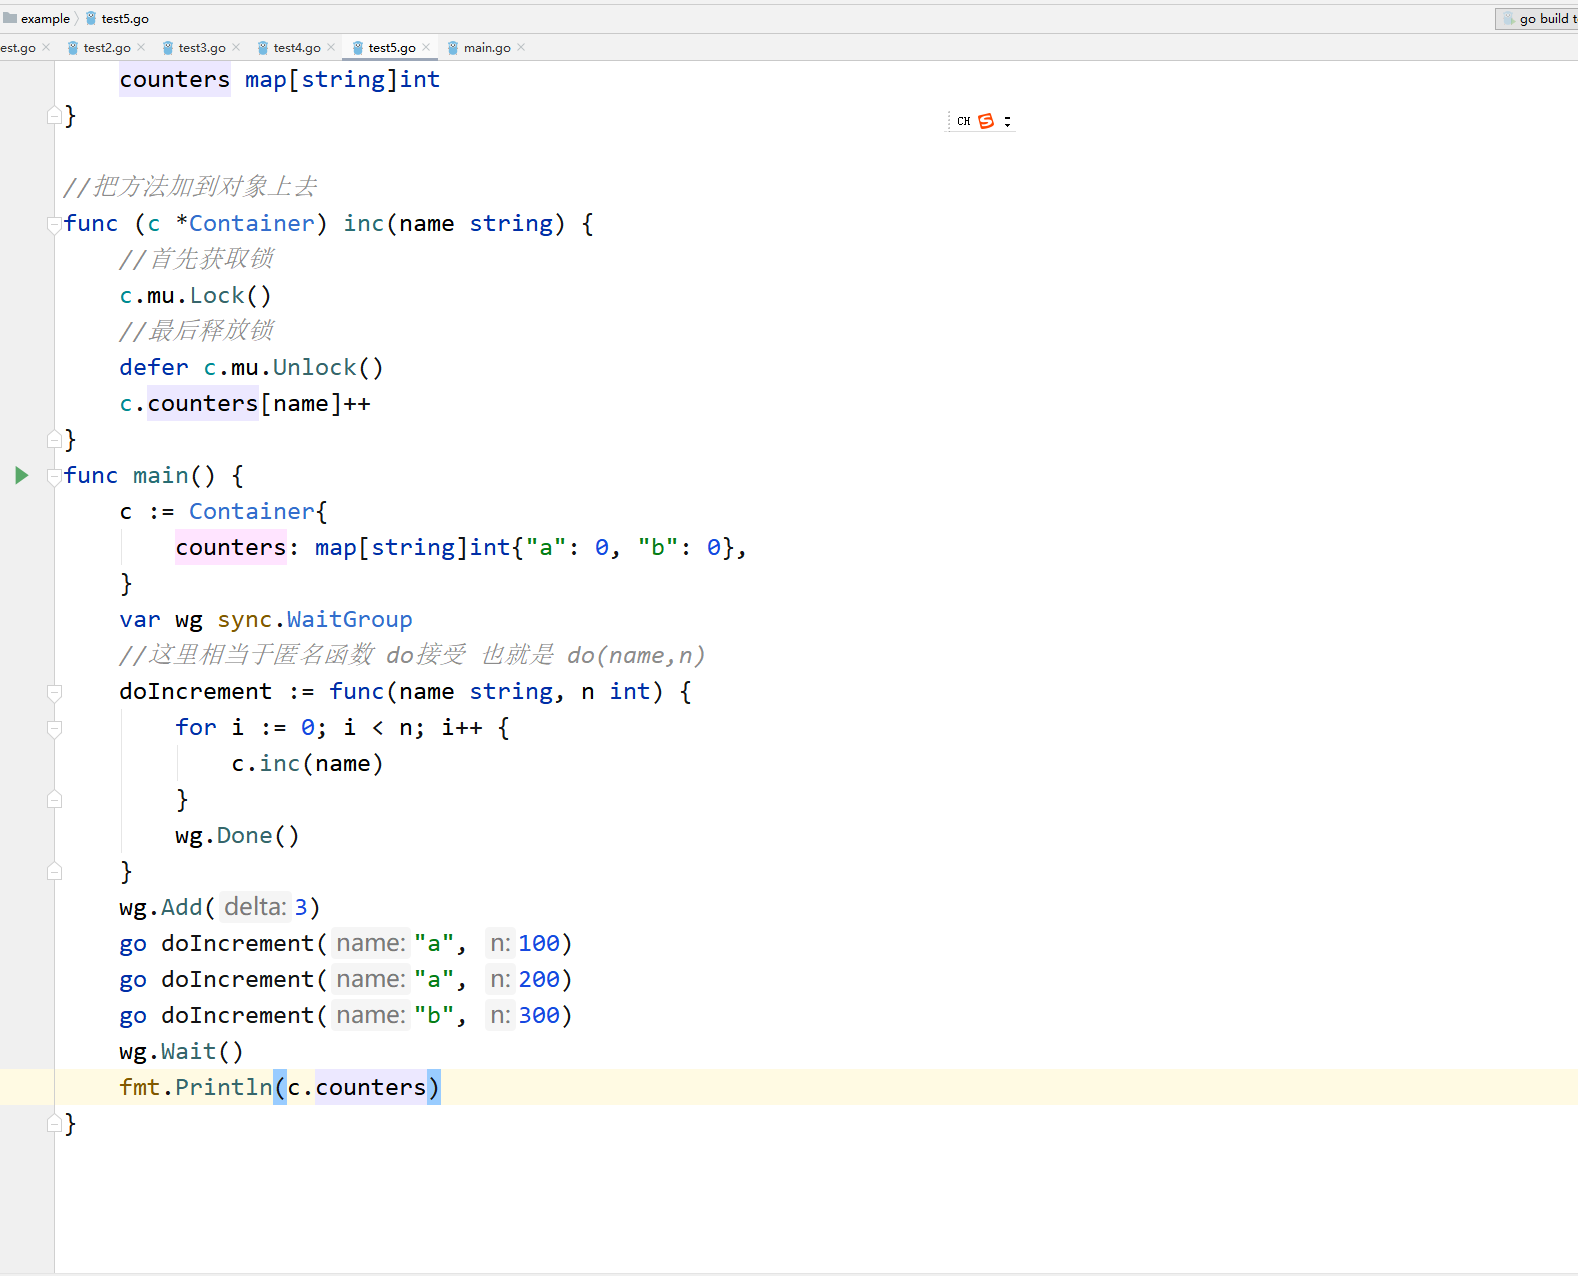 example test5.go
go build t
est.go test2.go test3.go test4.go test5.go main.go
counters map[string]int
}
CH
//把方法加到对象上去
func (c *Container) inc(name string) {
//首先获取锁
c.mu.Lock()
//最后释放锁
defer c.mu.Unlock()
c.counters[name]++
}
func main() {
c := Container{
counters: map[string]int{"a": 0, "b": 0},
}
var wg sync.WaitGroup
//这里相当于匿名函数 do接受 也就是 do(name,n)
doIncrement := func(name string, n int) {
for i := 0; i < n; i++ {
c.inc(name)
}
wg.Done()
}
wg.Add( delta: 3)
go doIncrement( name: "a", n: 100)
go doIncrement( name: "a", n: 200)
go doIncrement( name: "b", n: 300)
wg.Wait()
fmt.Println(c.counters)
}